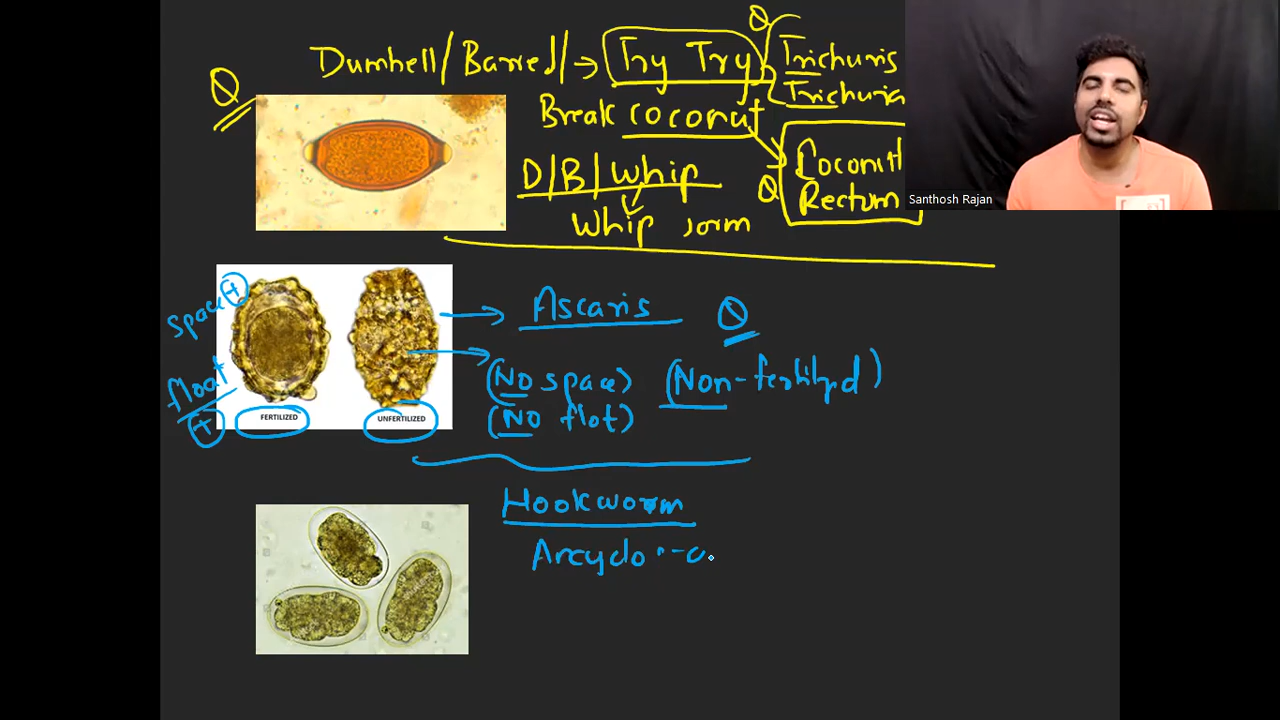 Dumbell/Barrel/→ Try Try
Q
Q
Trichuris
Trichuria
Break coconut
D/B/Whip
Q
Coconut
Rectum
Whip worm
Santhosh Rajan
space +
float
+
FERTILIZED
UNFERTILIZED
Ascaris Q
(NO space) (Non-fertilized)
(NO flot)
Hookworm